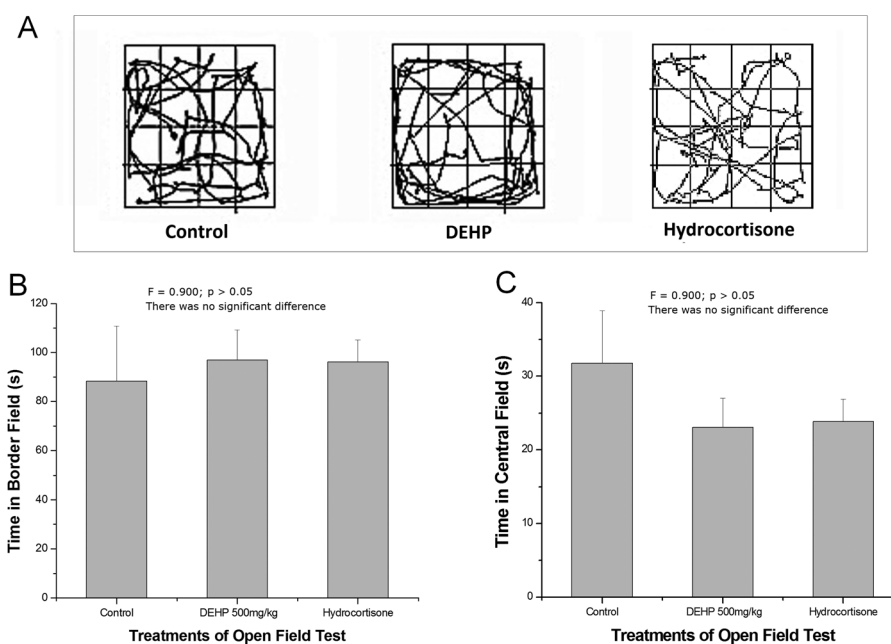 A
Control
DEHP
Hydrocortisone
B
F = 0.900; p > 0.05
There was no significant difference
Time in Border Field (s)
120
100
80
60
40
20
0
Control
DEHP 500mg/kg
Hydrocortisone
Treatments of Open Field Test
C
F = 0.900; p > 0.05
There was no significant difference
Time in Central Field (s)
40
30
20
10
0
Control
DEHP 500mg/kg
Hydrocortisone
Treatments of Open Field Test